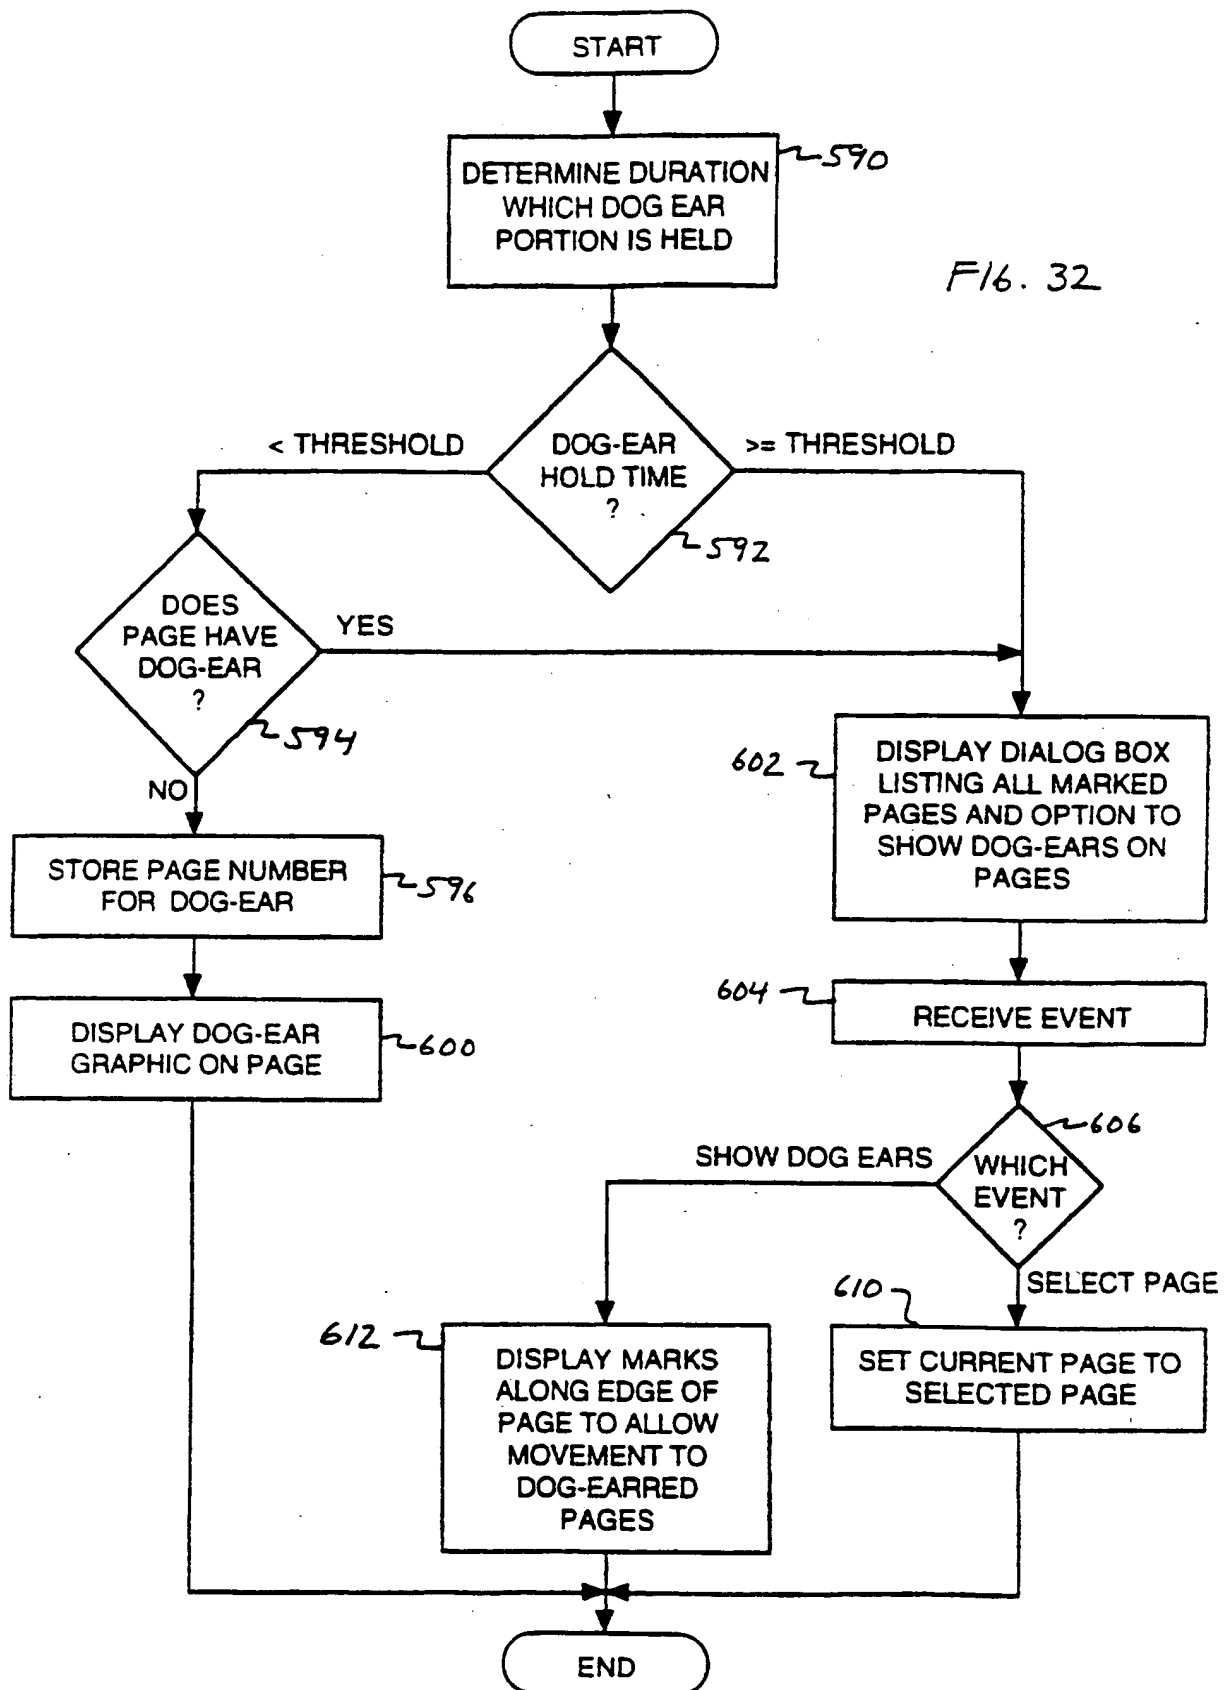 START
DETERMINE DURATION
WHICH DOG EAR
PORTION IS HELD
590
FIG. 32
< THRESHOLD
DOG-EAR
HOLD TIME
?
>= THRESHOLD
592
DOES
PAGE HAVE
DOG-EAR
?
YES
594
NO
602
DISPLAY DIALOG BOX
LISTING ALL MARKED
PAGES AND OPTION TO
SHOW DOG-EARS ON
PAGES
STORE PAGE NUMBER
FOR DOG-EAR
596
604
RECEIVE EVENT
DISPLAY DOG-EAR
GRAPHIC ON PAGE
600
606
SHOW DOG EARS
WHICH
EVENT
?
SELECT PAGE
610
612
DISPLAY MARKS
ALONG EDGE OF
PAGE TO ALLOW
MOVEMENT TO
DOG-EARRED
PAGES
SET CURRENT PAGE TO
SELECTED PAGE
END